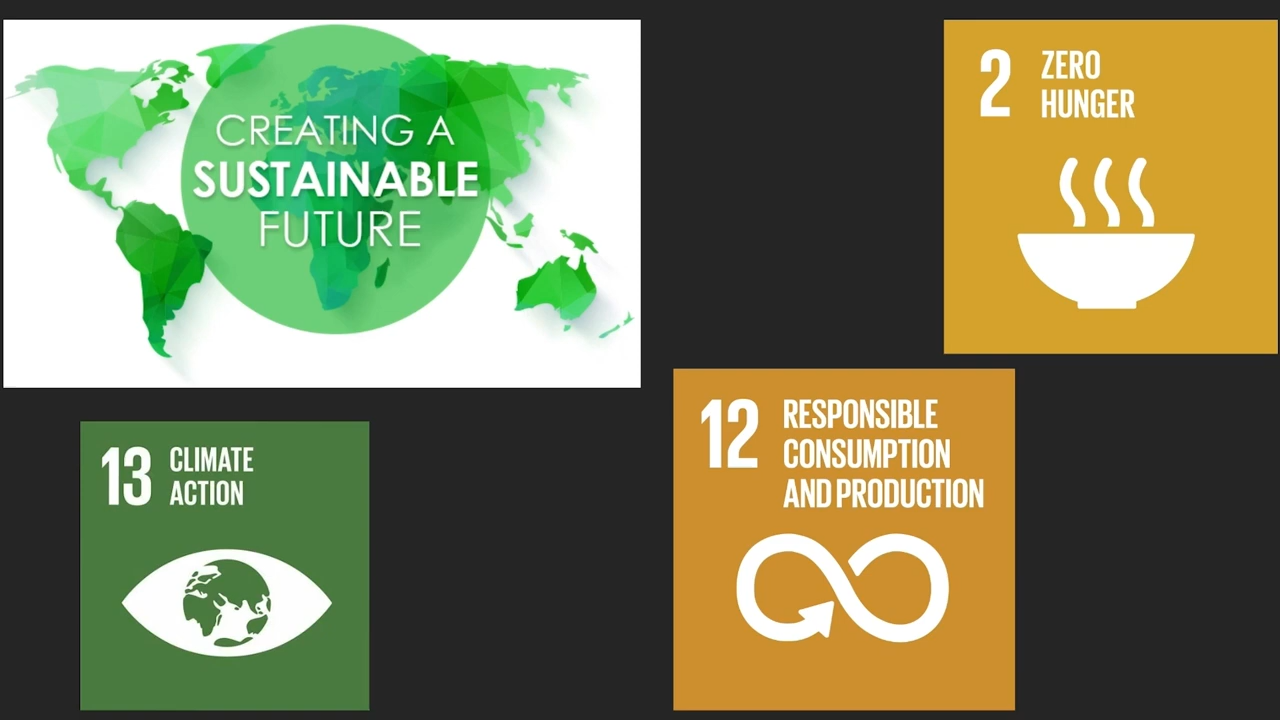 CREATING A
SUSTAINABLE
FUTURE
2 ZERO
HUNGER
13 CLIMATE
ACTION
12 RESPONSIBLE
CONSUMPTION
AND PRODUCTION